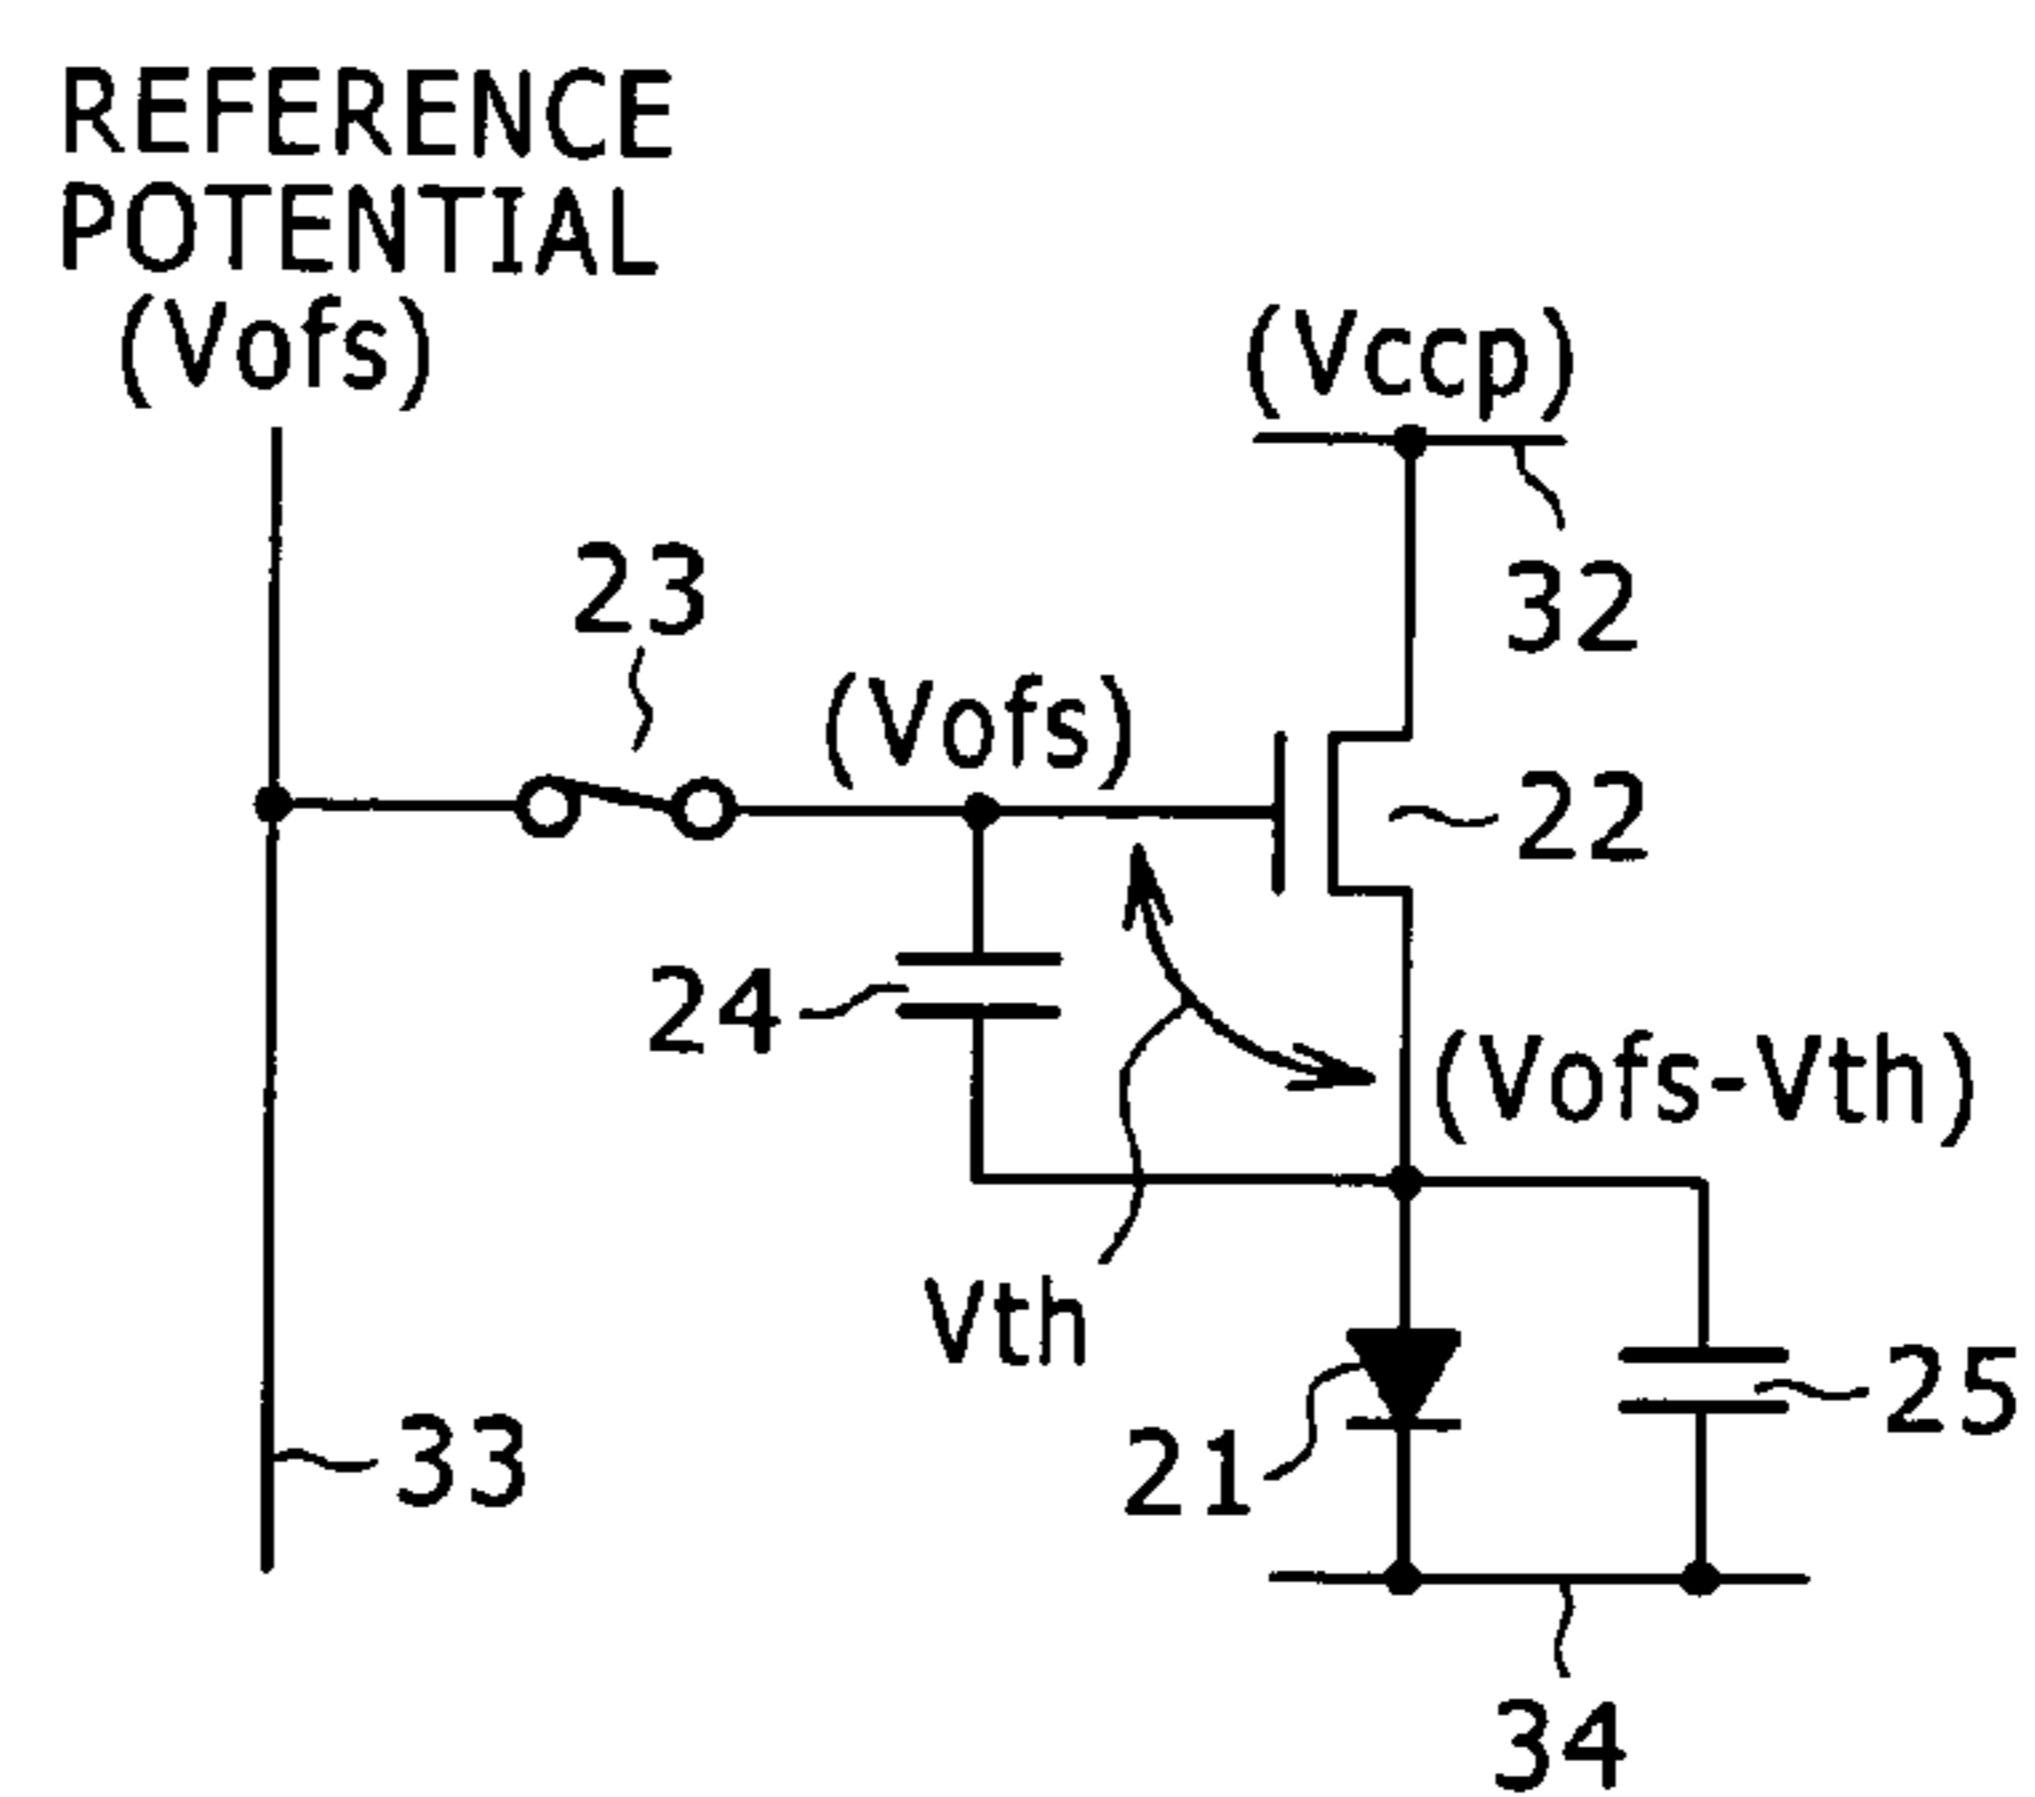 REFERENCE
POTENTIAL
(Vofs)
(Vccp)
32
23
(Vofs)
22
24
(Vofs-Vth)
Vth
21
25
33
34